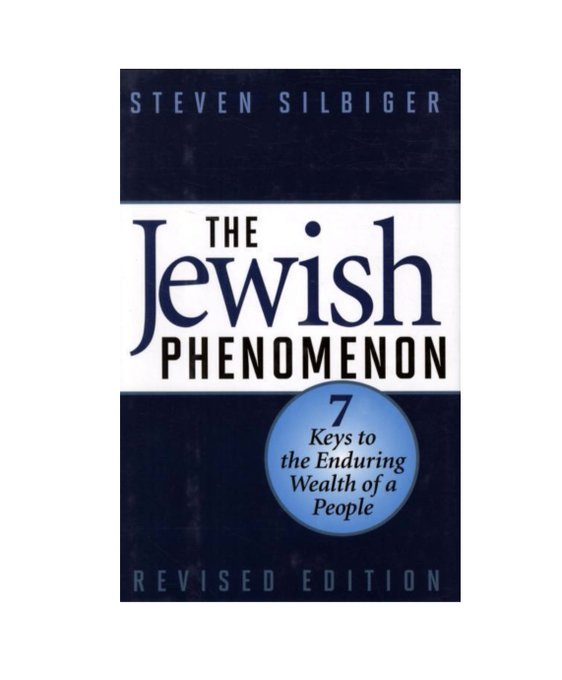 STEVEN SILBIGER
THE
Jewish
PHENOMENON
7
Keys to
the Enduring
Wealth of a
People
REVISED EDITION